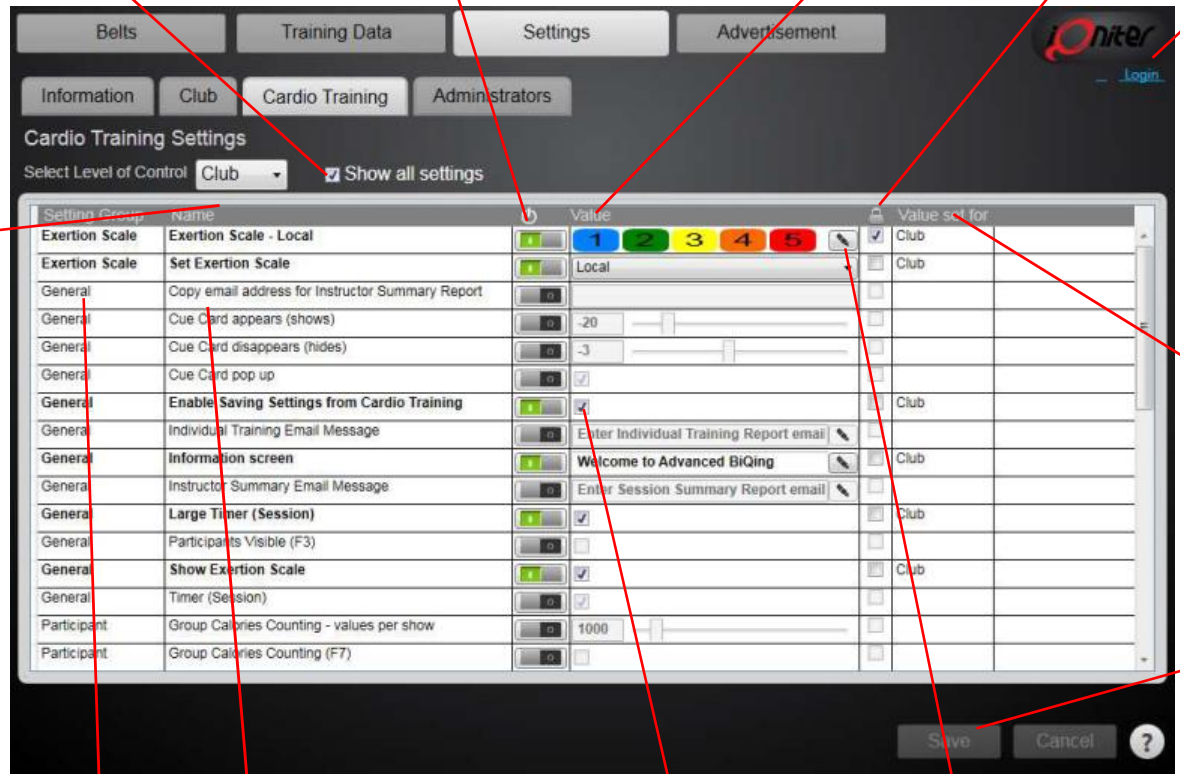 Belts Training Data Settings Advertisement iQniter
Login
Information Club Cardio Training Administrators
Cardio Training Settings
Select Level of Control Club Show all settings
Setting Group Name Value Value set for
Exertion Scale Exertion Scale - Local 1 2 3 4 5 Club
Exertion Scale Set Exertion Scale Local Club
General Copy email address for Instructor Summary Report
General Cue Card appears (shows) -20
General Cue Card disappears (hides) -3
General Cue Card pop up
General Enable Saving Settings from Cardio Training Club
General Individual Training Email Message Enter Individual Training Report email
General Information screen Welcome to Advanced BiQing Club
General Instructor Summary Email Message Enter Session Summary Report email
General Large Timer (Session) Club
General Participants Visible (F3)
General Show Exertion Scale Club
General Timer (Session)
Participant Group Calories Counting - values per show 1000
Participant Group Calories Counting (F7)
Save Cancel ?